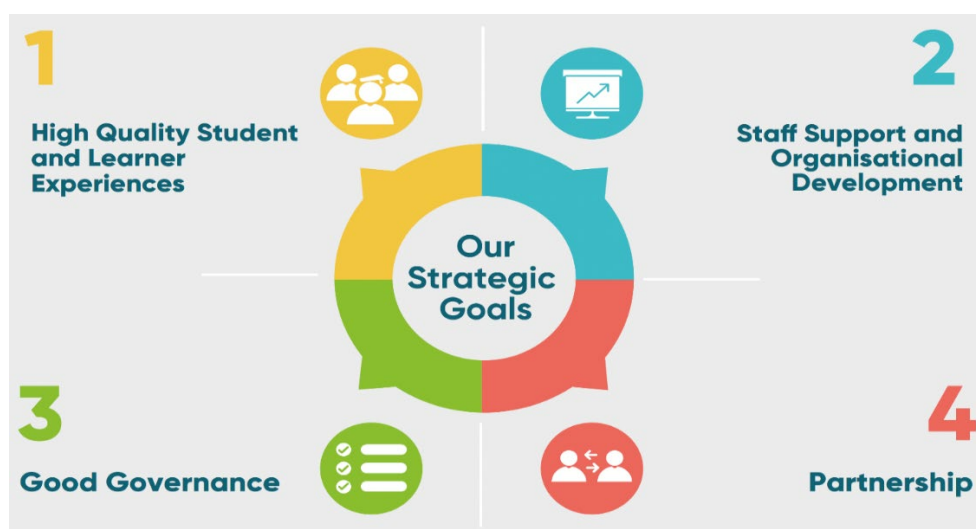 1
High Quality Student
and Learner
Experiences
2
Staff Support and
Organisational
Development
Our
Strategic
Goals
3
Good Governance
4
Partnership